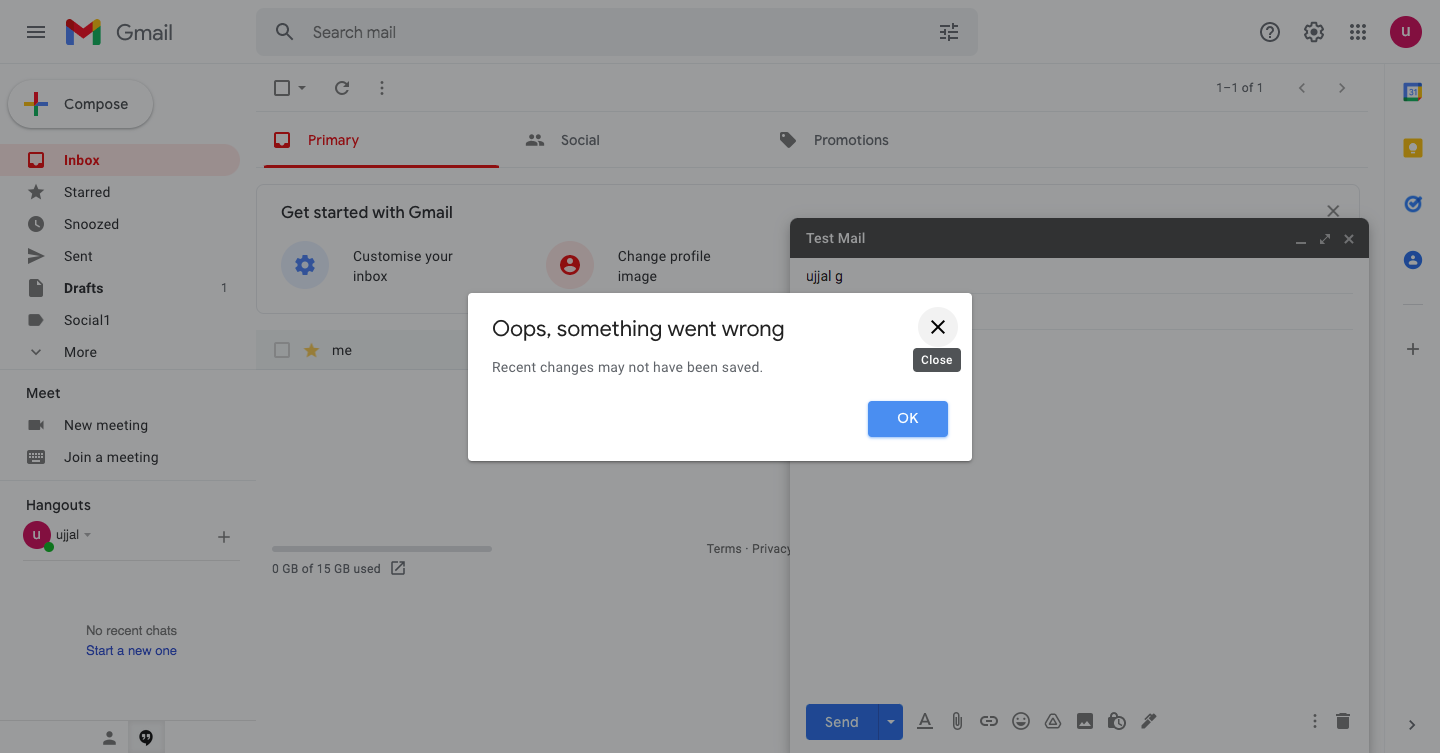 Gmail
Search mail
u
Compose
1–1 of 1
31
Primary
Social
Promotions
Inbox
Starred
Snoozed
Sent
Drafts
1
Social1
More
Get started with Gmail
Customise your
inbox
Change profile
image
Test Mail
ujjal g
Oops, something went wrong
Recent changes may not have been saved.
Close
OK
me
Meet
New meeting
Join a meeting
Hangouts
u
ujjal
0 GB of 15 GB used
Terms · Privacy
No recent chats
Start a new one
Send
A